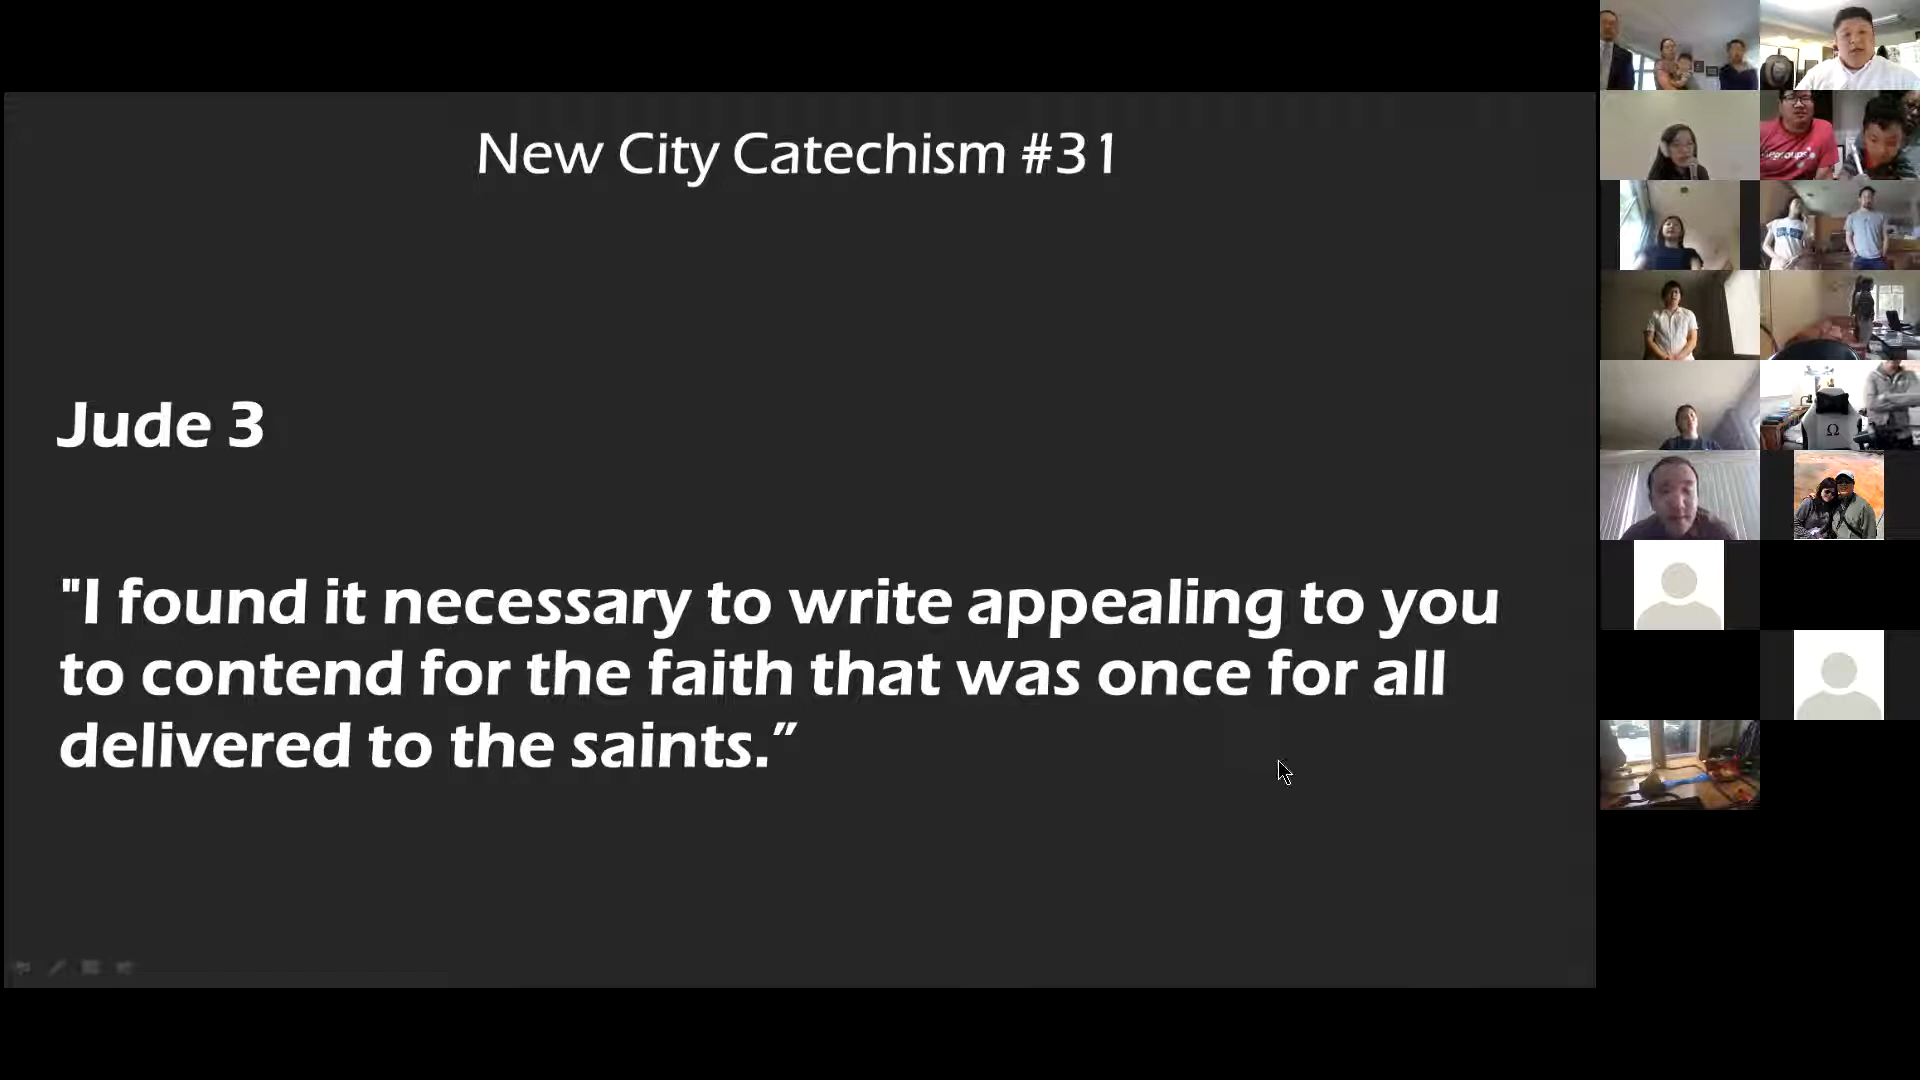 New City Catechism #31
Jude 3
"I found it necessary to write appealing to you
to contend for the faith that was once for all
delivered to the saints.”
Ω